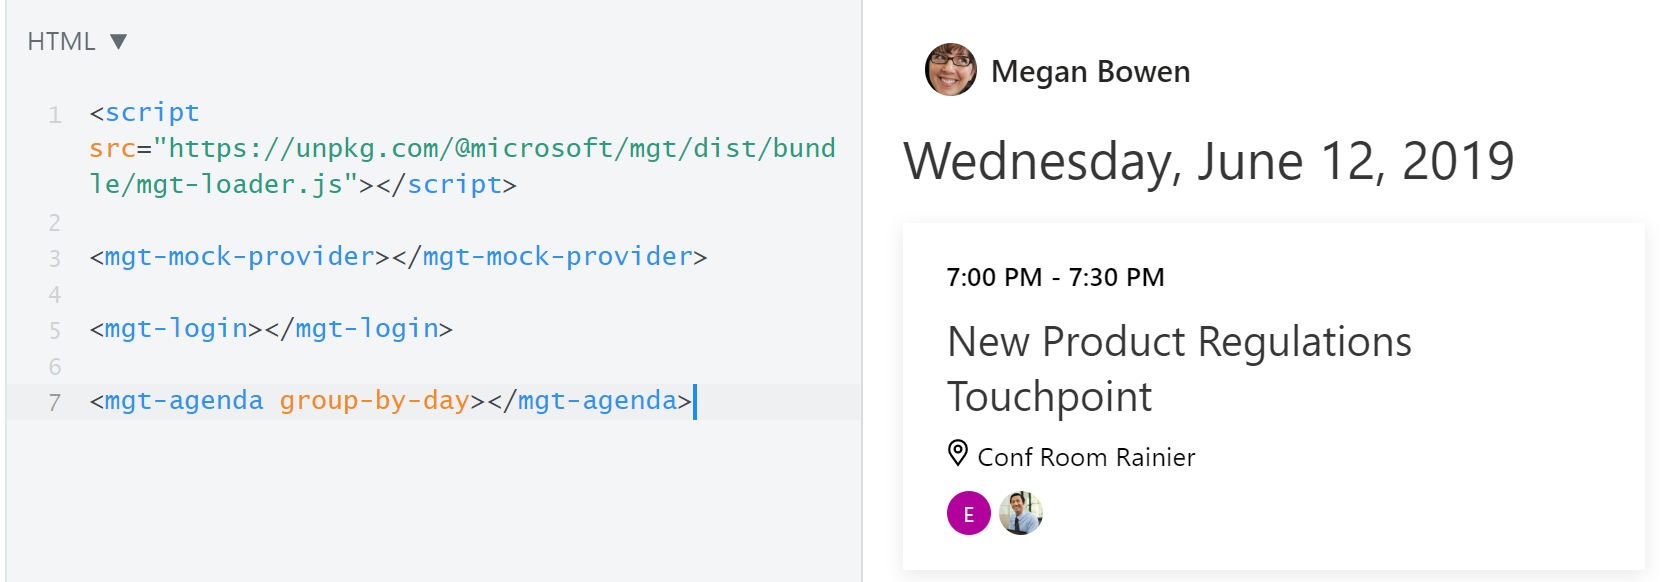 HTML ▼
1 <script
src="https://unpkg.com/@microsoft/mgt/dist/bund
le/mgt-loader.js"></script>
2
3 <mgt-mock-provider></mgt-mock-provider>
4
5 <mgt-login></mgt-login>
6
7 <mgt-agenda group-by-day></mgt-agenda>
Megan Bowen
Wednesday, June 12, 2019
7:00 PM - 7:30 PM
New Product Regulations
Touchpoint
Conf Room Rainier
E